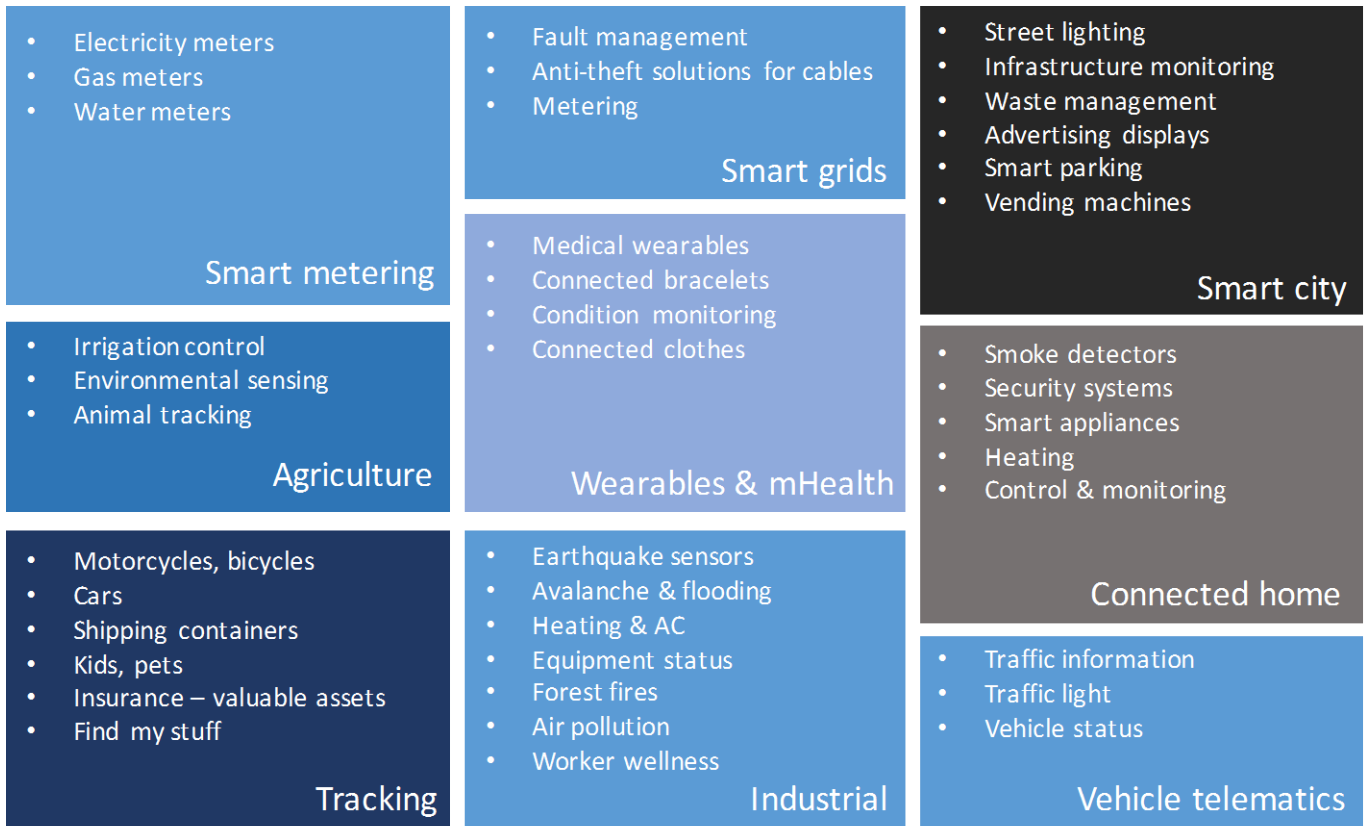 Electricity meters
Gas meters
Water meters
Smart metering
Fault management
Anti-theft solutions for cables
Metering
Smart grids
Street lighting
Infrastructure monitoring
Waste management
Advertising displays
Smart parking
Vending machines
Smart city
Irrigation control
Environmental sensing
Animal tracking
Agriculture
Medical wearables
Connected bracelets
Condition monitoring
Connected clothes
Wearables & mHealth
Smoke detectors
Security systems
Smart appliances
Heating
Control & monitoring
Connected home
Motorcycles, bicycles
Cars
Shipping containers
Kids, pets
Insurance – valuable assets
Find my stuff
Tracking
Earthquake sensors
Avalanche & flooding
Heating & AC
Equipment status
Forest fires
Air pollution
Worker wellness
Industrial
Traffic information
Traffic light
Vehicle status
Vehicle telematics